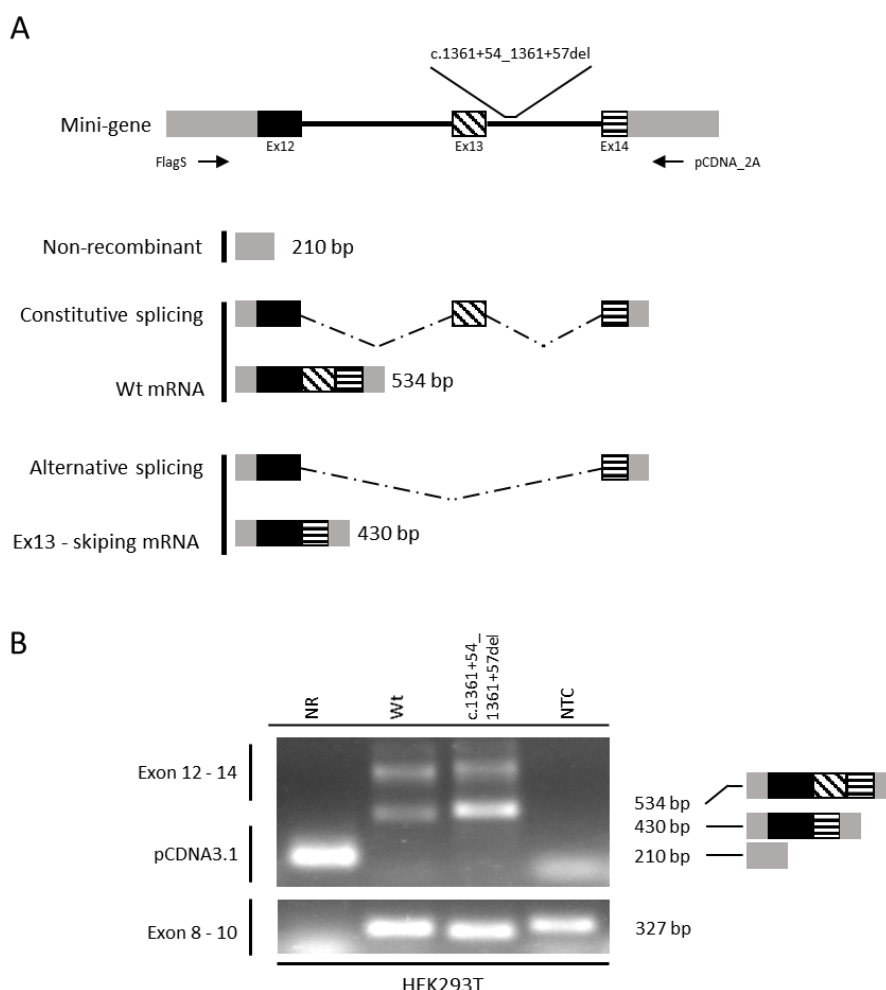 A
c.1361+54_1361+57del
Mini-gene
Ex12
Ex13
Ex14
FlagS
pCDNA_2A
Non-recombinant
210 bp
Constitutive splicing
Wt mRNA
534 bp
Alternative splicing
Ex13 - skiping mRNA
430 bp
B
NR
Wt
c.1361+54_
1361+57del
NTC
Exon 12 - 14
pCDNA3.1
Exon 8 - 10
534 bp
430 bp
210 bp
327 bp
HEK293T